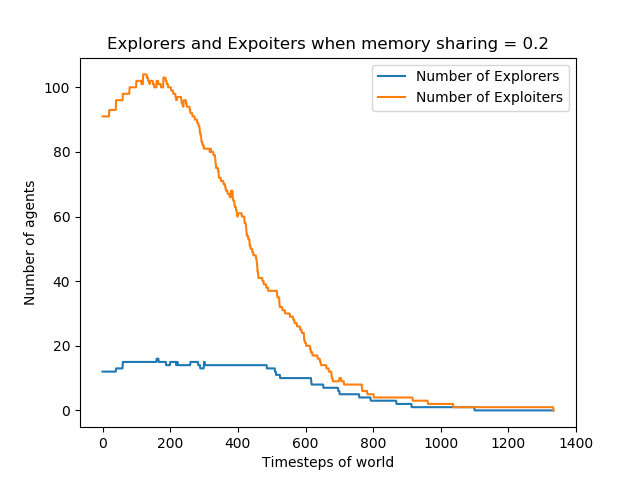 Explorers and Expoiters when memory sharing = 0.2
Number of Explorers
Number of Exploiters
Number of agents
100
80
60
40
20
0
0 200 400 600 800 1000 1200 1400
Timesteps of world